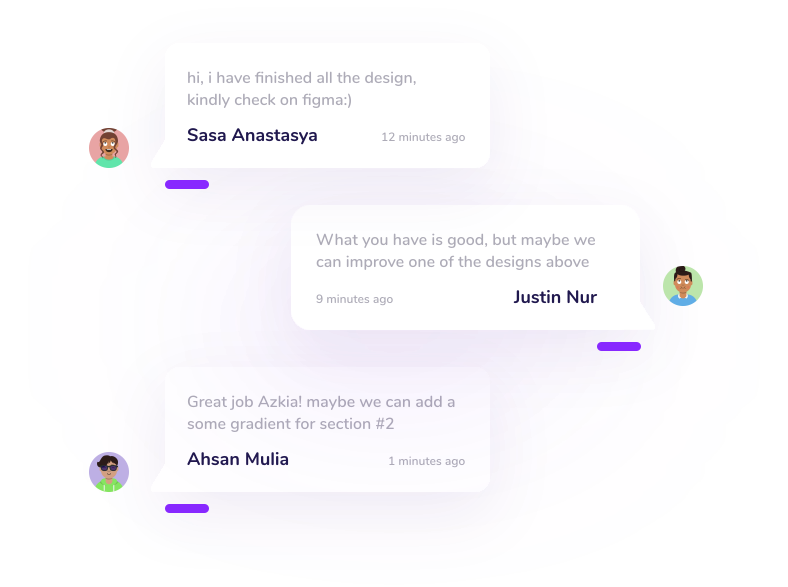 hi, i have finished all the design,
kindly check on figma:)
Sasa Anastasya 12 minutes ago
What you have is good, but maybe we
can improve one of the designs above
9 minutes ago Justin Nur
Great job Azkia! maybe we can add a
some gradient for section #2
Ahsan Mulia 1 minutes ago